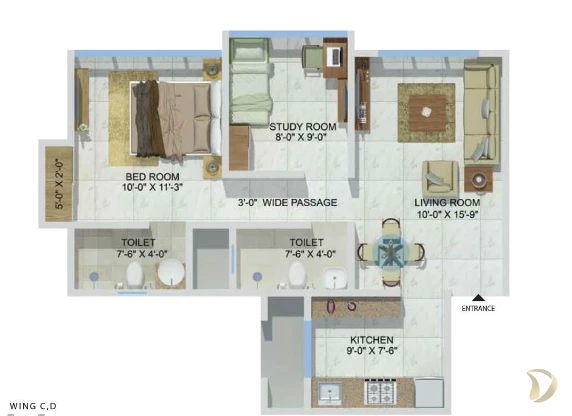 STUDY ROOM
8'-0" X 9'-0"
BED ROOM
10'-0" X 11'-3"
5'-0" X 2'-0"
3'-0" WIDE PASSAGE
LIVING ROOM
10'-0" X 15'-9"
TOILET
7'-6" X 4'-0"
TOILET
7'-6" X 4'-0"
ENTRANCE
KITCHEN
9'-0" X 7'-6"
WING C,D